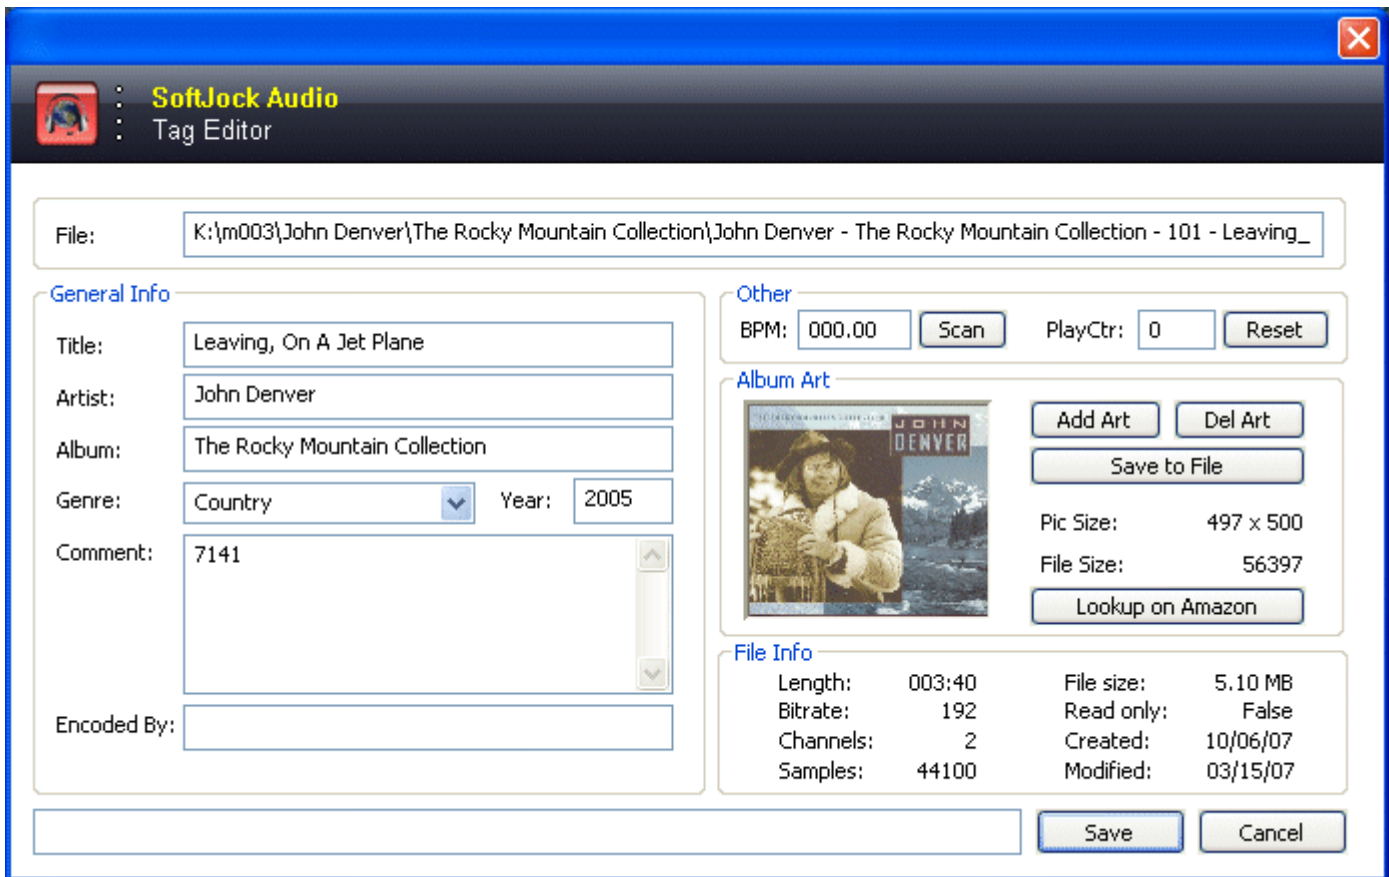 SoftJock Audio
Tag Editor
File: K:\m003\John Denver\The Rocky Mountain Collection\John Denver - The Rocky Mountain Collection - 101 - Leaving_
General Info
Title: Leaving, On A Jet Plane
Artist: John Denver
Album: The Rocky Mountain Collection
Genre: Country Year: 2005
Comment: 7141
Encoded By:
Other
BPM: 000.00 Scan PlayCtr: 0 Reset
Album Art
JOHN
DENVER
Add Art Del Art
Save to File
Pic Size: 497 x 500
File Size: 56397
Lookup on Amazon
File Info
Length: 003:40 File size: 5.10 MB
Bitrate: 192 Read only: False
Channels: 2 Created: 10/06/07
Samples: 44100 Modified: 03/15/07
Save Cancel